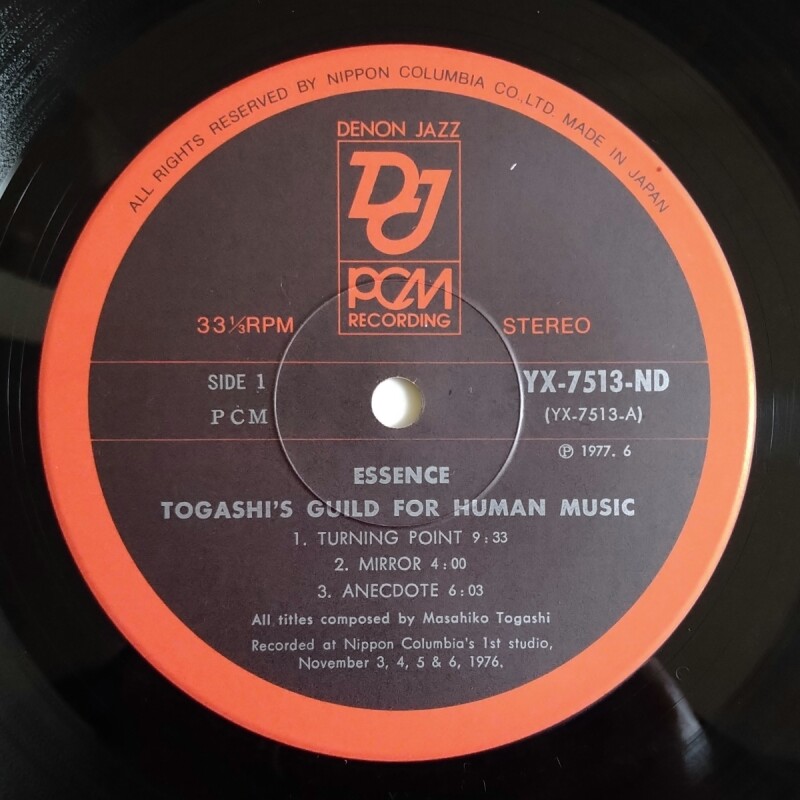 ALL RIGHTS RESERVED BY NIPPON COLUMBIA CO., LTD. MADE IN JAPAN
DENON JAZZ
DJ
PCM
RECORDING
33⅓RPM
STEREO
SIDE 1
PCM
YX-7513-ND
(YX-7513-A)
Ⓟ 1977. 6
ESSENCE
TOGASHI'S GUILD FOR HUMAN MUSIC
1. TURNING POINT 9:33
2. MIRROR 4:00
3. ANECDOTE 6:03
All titles composed by Masahiko Togashi
Recorded at Nippon Columbia's 1st studio,
November 3, 4, 5 & 6, 1976.